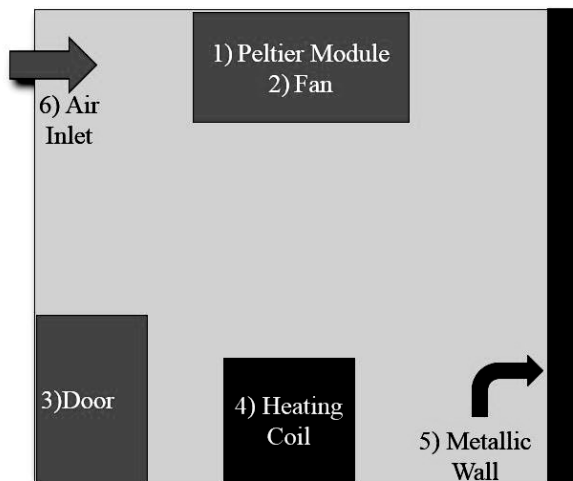 1) Peltier Module
2) Fan
6) Air
Inlet
3)Door
4) Heating
Coil
5) Metallic
Wall